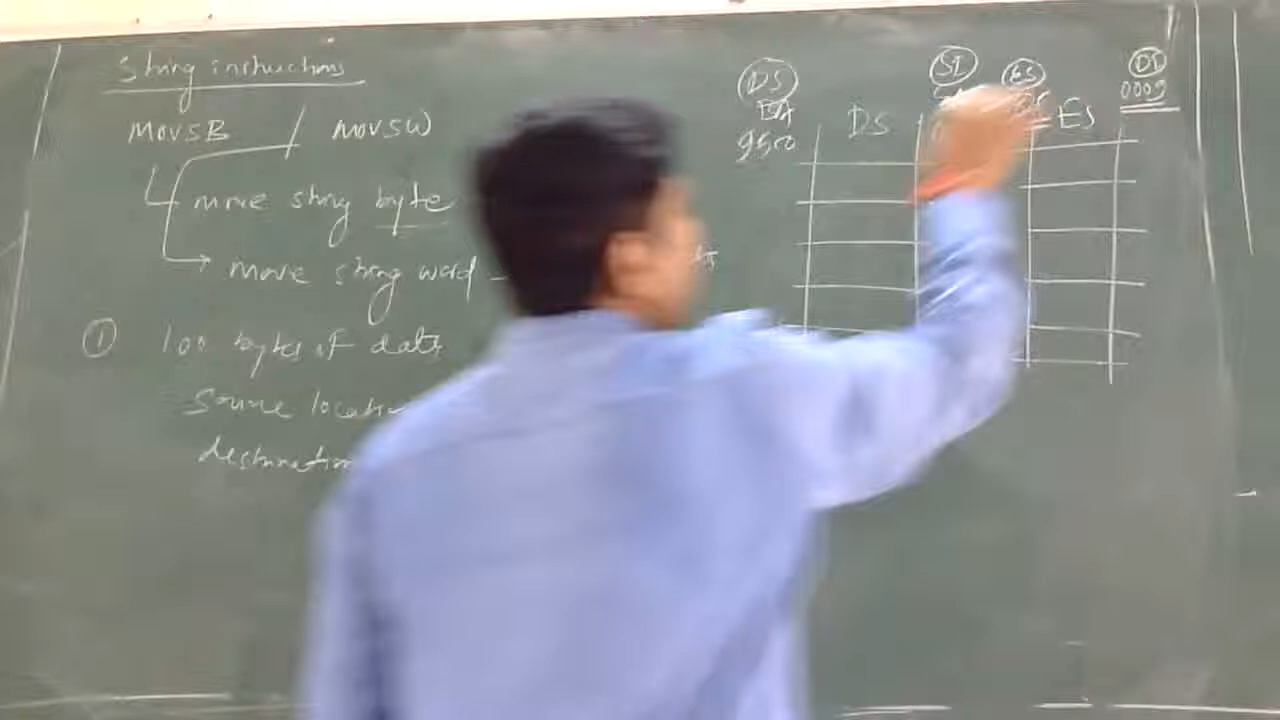 String instructions
MOVSB / MOVSW
move string byte
move string word -
① 100 bytes of data
Source locati
destination
DS
9500
DS
SI
ES
ES
DI
0009